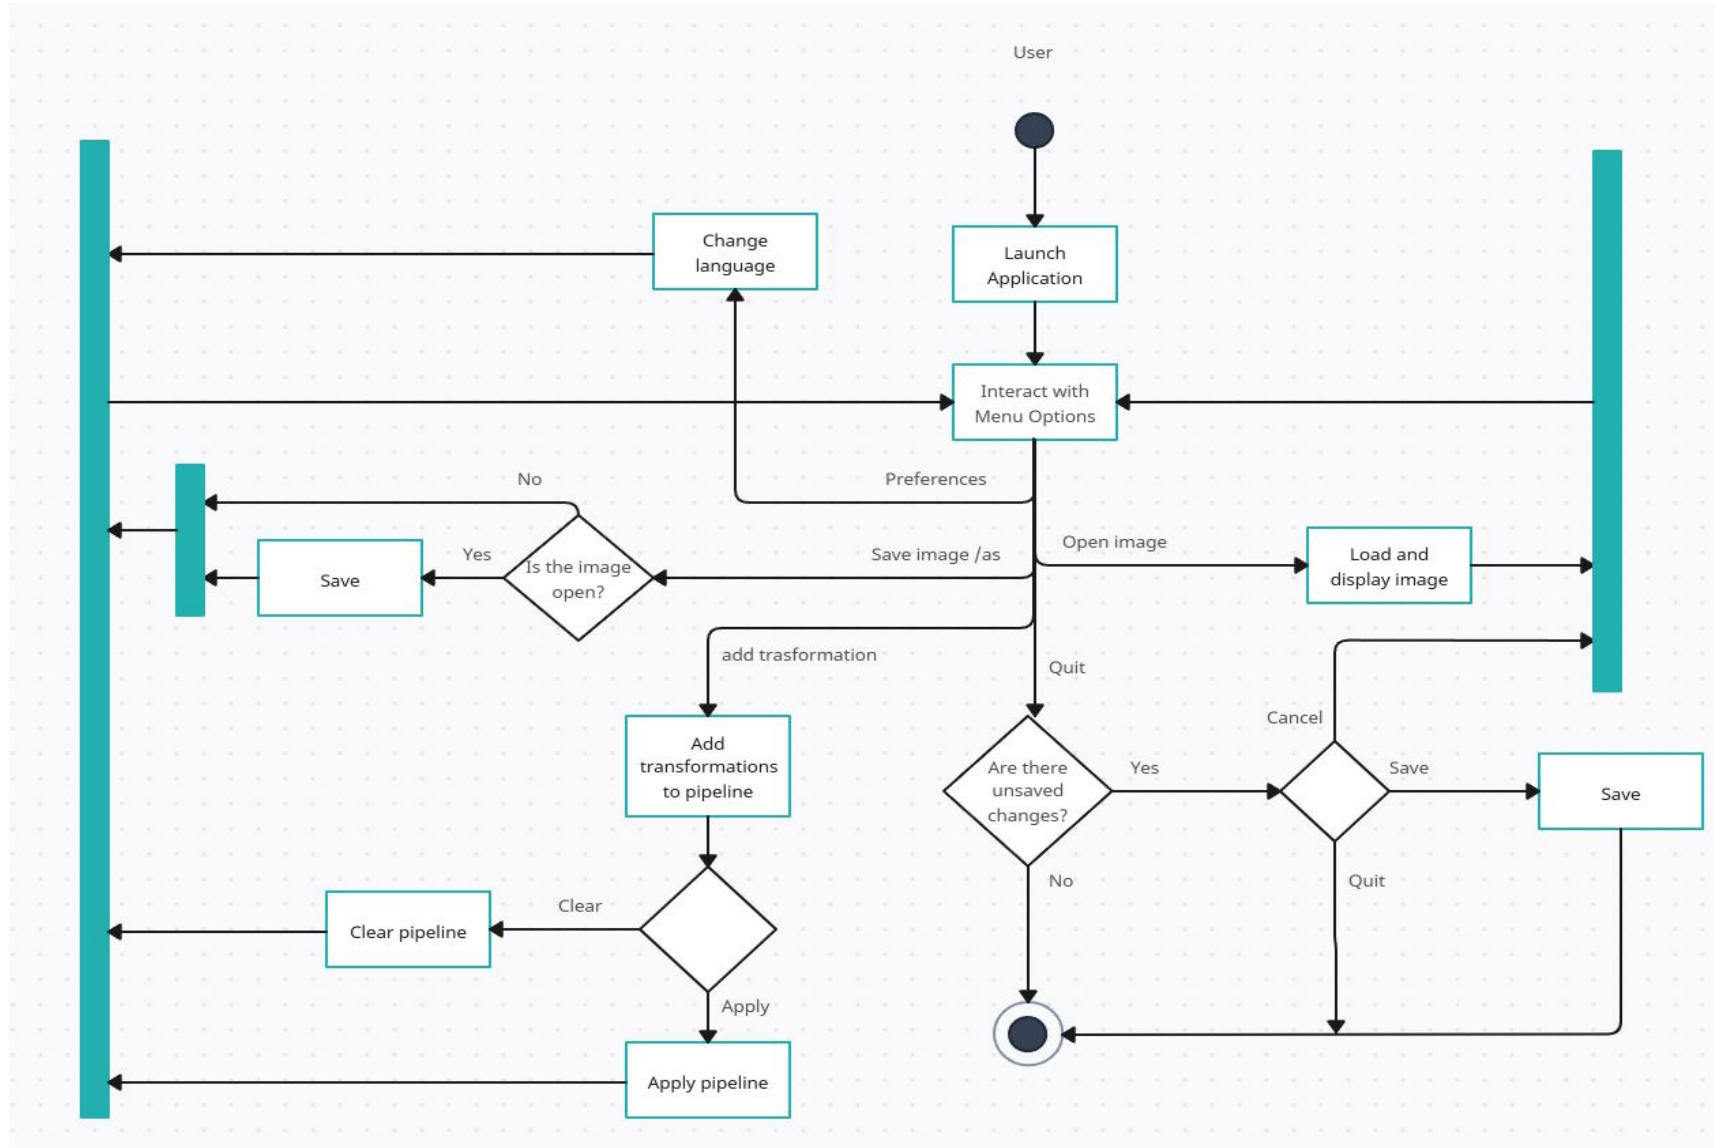 User
Change
language
Launch
Application
Interact with
Menu Options
No
Preferences
Yes
Is the image
open?
Save
Save image /as
Open image
Load and
display image
add trasformation
Quit
Add
transformations
to pipeline
Are there
unsaved
changes?
Yes
Cancel
Save
Save
No
Quit
Clear
Clear pipeline
Apply
Apply pipeline